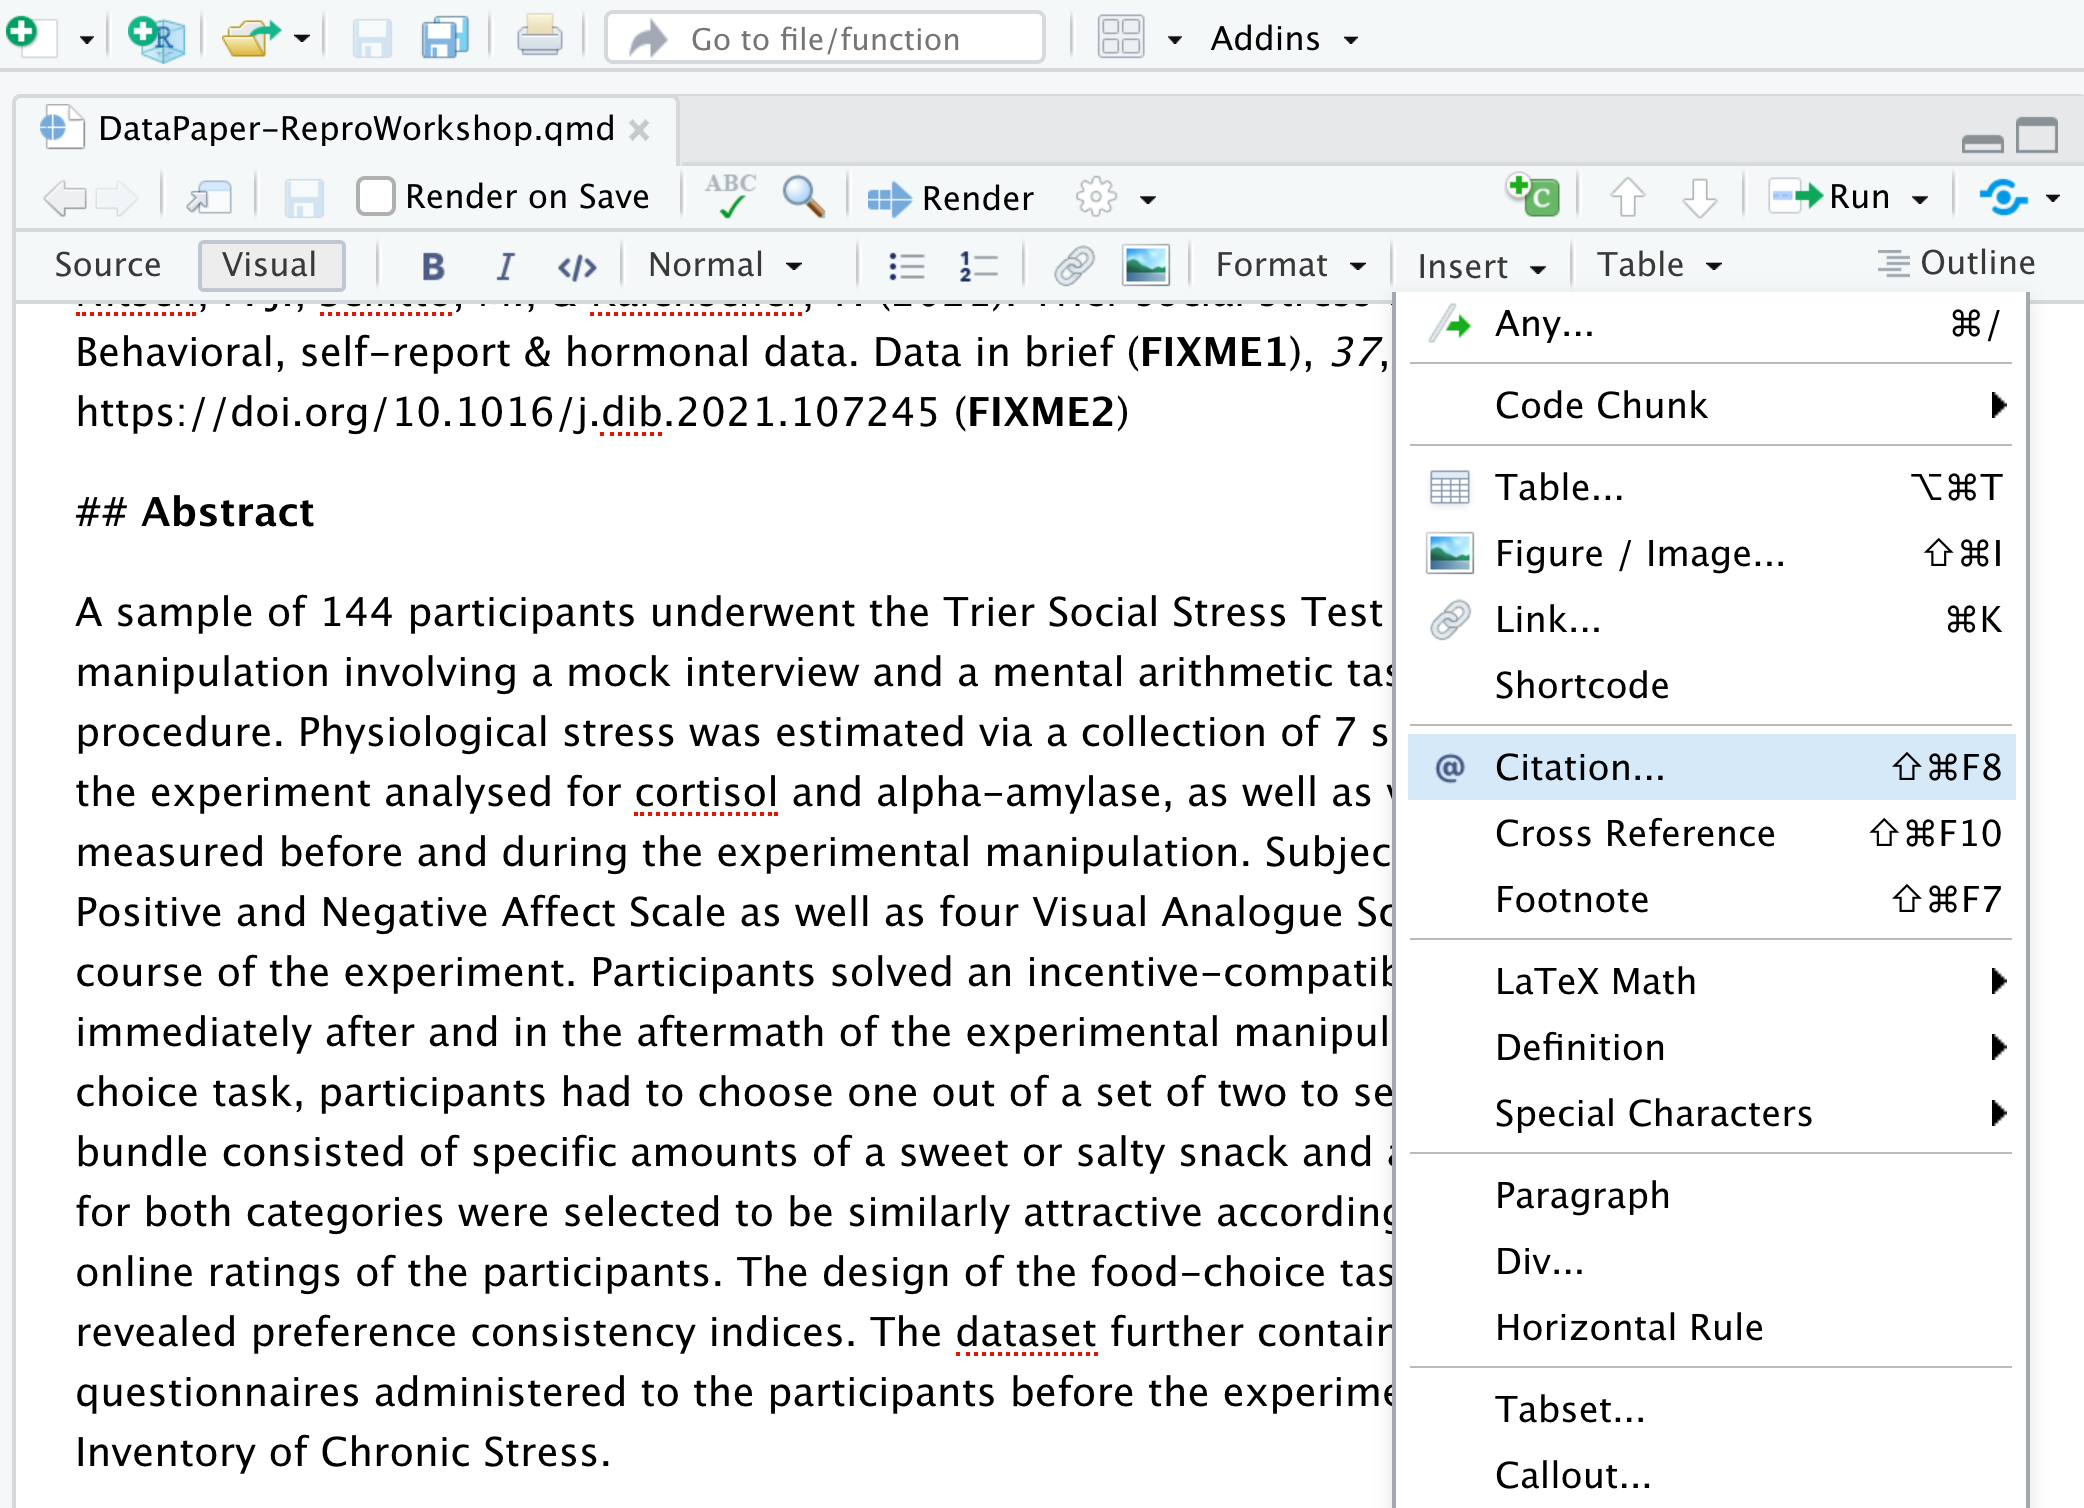 Go to file/function
Addins
DataPaper-ReproWorkshop.qmd
Render on Save
ABC
Render
C
Run
Source
Visual
B
I
</>
Normal
Format
Insert
Table
Outline
(2021).
Behavioral, self-report & hormonal data. Data in brief (FIXME1), 37,
https://doi.org/10.1016/j.dib.2021.107245 (FIXME2)
## Abstract
A sample of 144 participants underwent the Trier Social Stress Test
manipulation involving a mock interview and a mental arithmetic tas
procedure. Physiological stress was estimated via a collection of 7 s
the experiment analysed for cortisol and alpha-amylase, as well as
measured before and during the experimental manipulation. Subjec
Positive and Negative Affect Scale as well as four Visual Analogue Sc
course of the experiment. Participants solved an incentive-compatib
immediately after and in the aftermath of the experimental manipul
choice task, participants had to choose one out of a set of two to se
bundle consisted of specific amounts of a sweet or salty snack and
for both categories were selected to be similarly attractive according
online ratings of the participants. The design of the food-choice tas
revealed preference consistency indices. The dataset further contain
questionnaires administered to the participants before the experime
Inventory of Chronic Stress.
Any... ⌘/
Code Chunk
Table... ⌥⌘T
Figure / Image... ⇧⌘I
Link... ⌘K
Shortcode
@ Citation... ⇧⌘F8
Cross Reference ⇧⌘F10
Footnote ⇧⌘F7
LaTeX Math
Definition
Special Characters
Paragraph
Div...
Horizontal Rule
Tabset...
Callout...